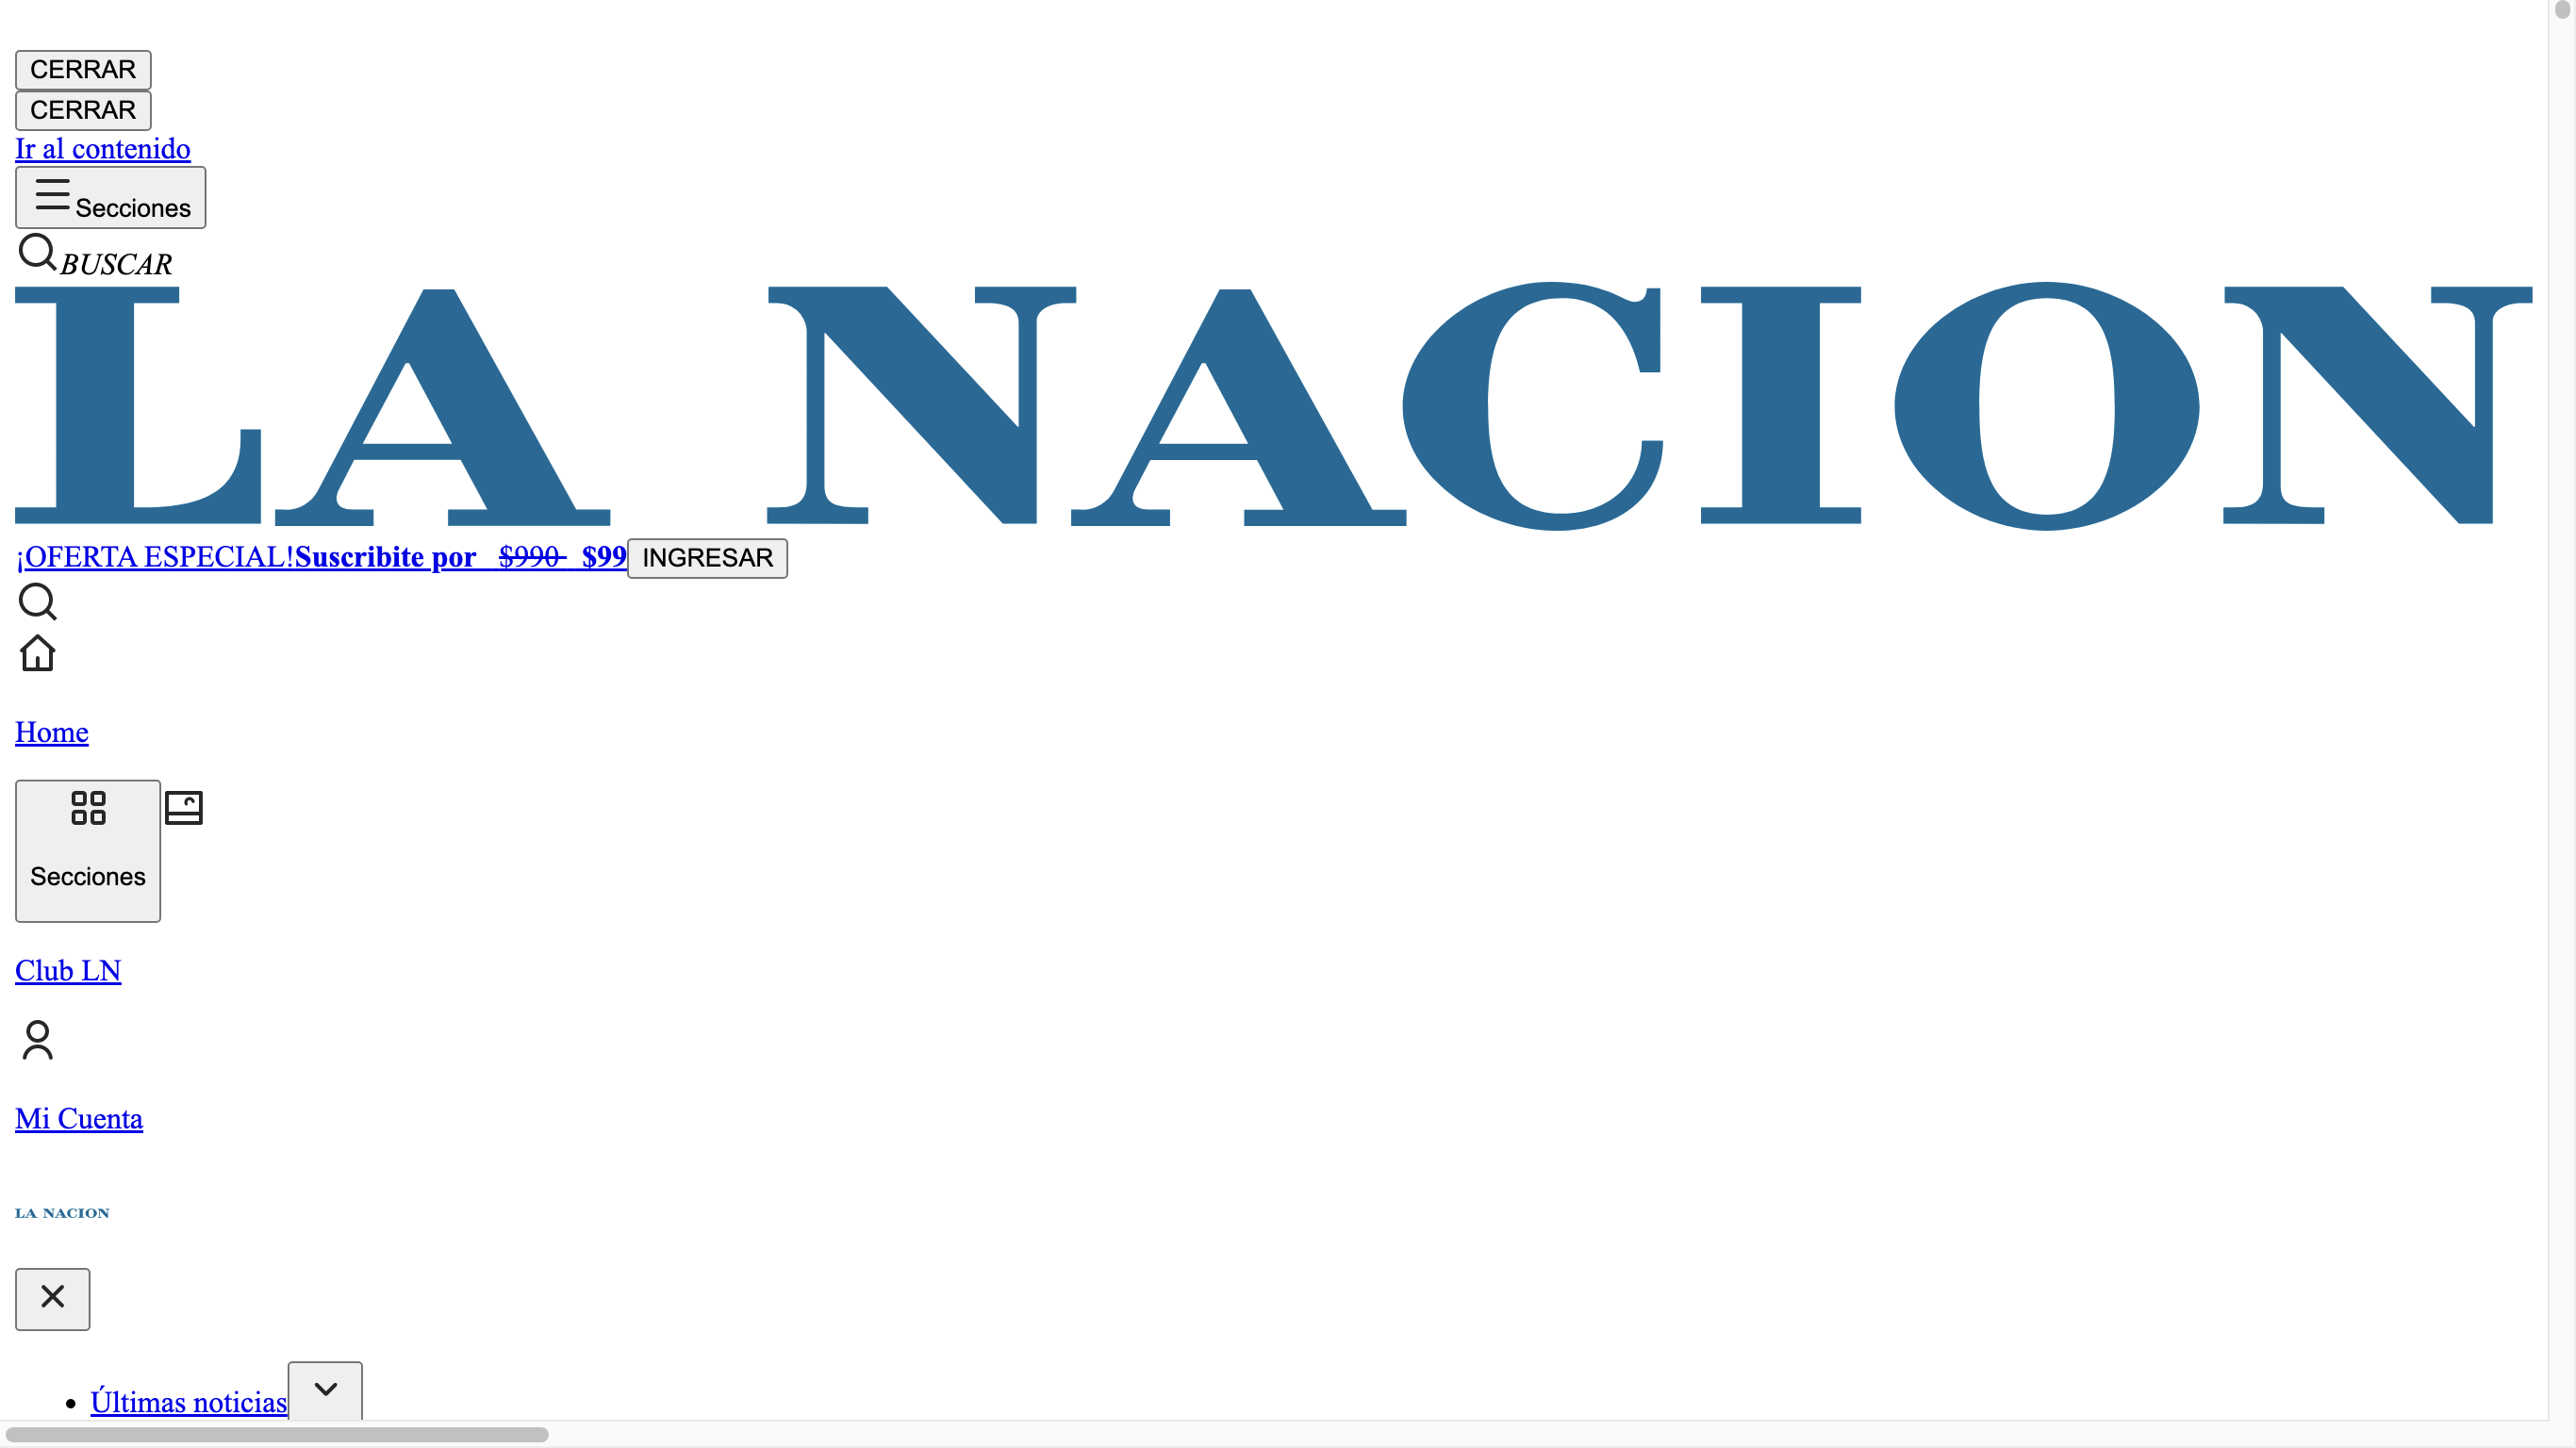 CERRAR
CERRAR
Ir al contenido
Secciones
BUSCAR
LA NACION
¡OFERTA ESPECIAL!Suscribite por $990 $99 INGRESAR
Home
Secciones
Club LN
Mi Cuenta
LA NACION
Últimas noticias